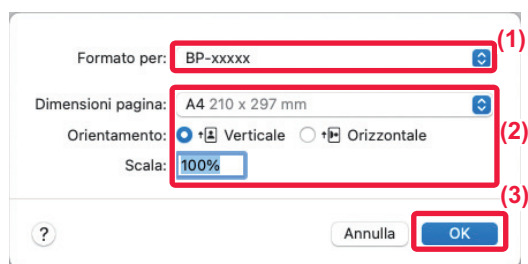 (1)
Formato per: BP-xxxxx
Dimensioni pagina: A4 210 x 297 mm
Orientamento: Verticale Orizzontale
(2)
Scala: 100%
(3)
? Annulla OK